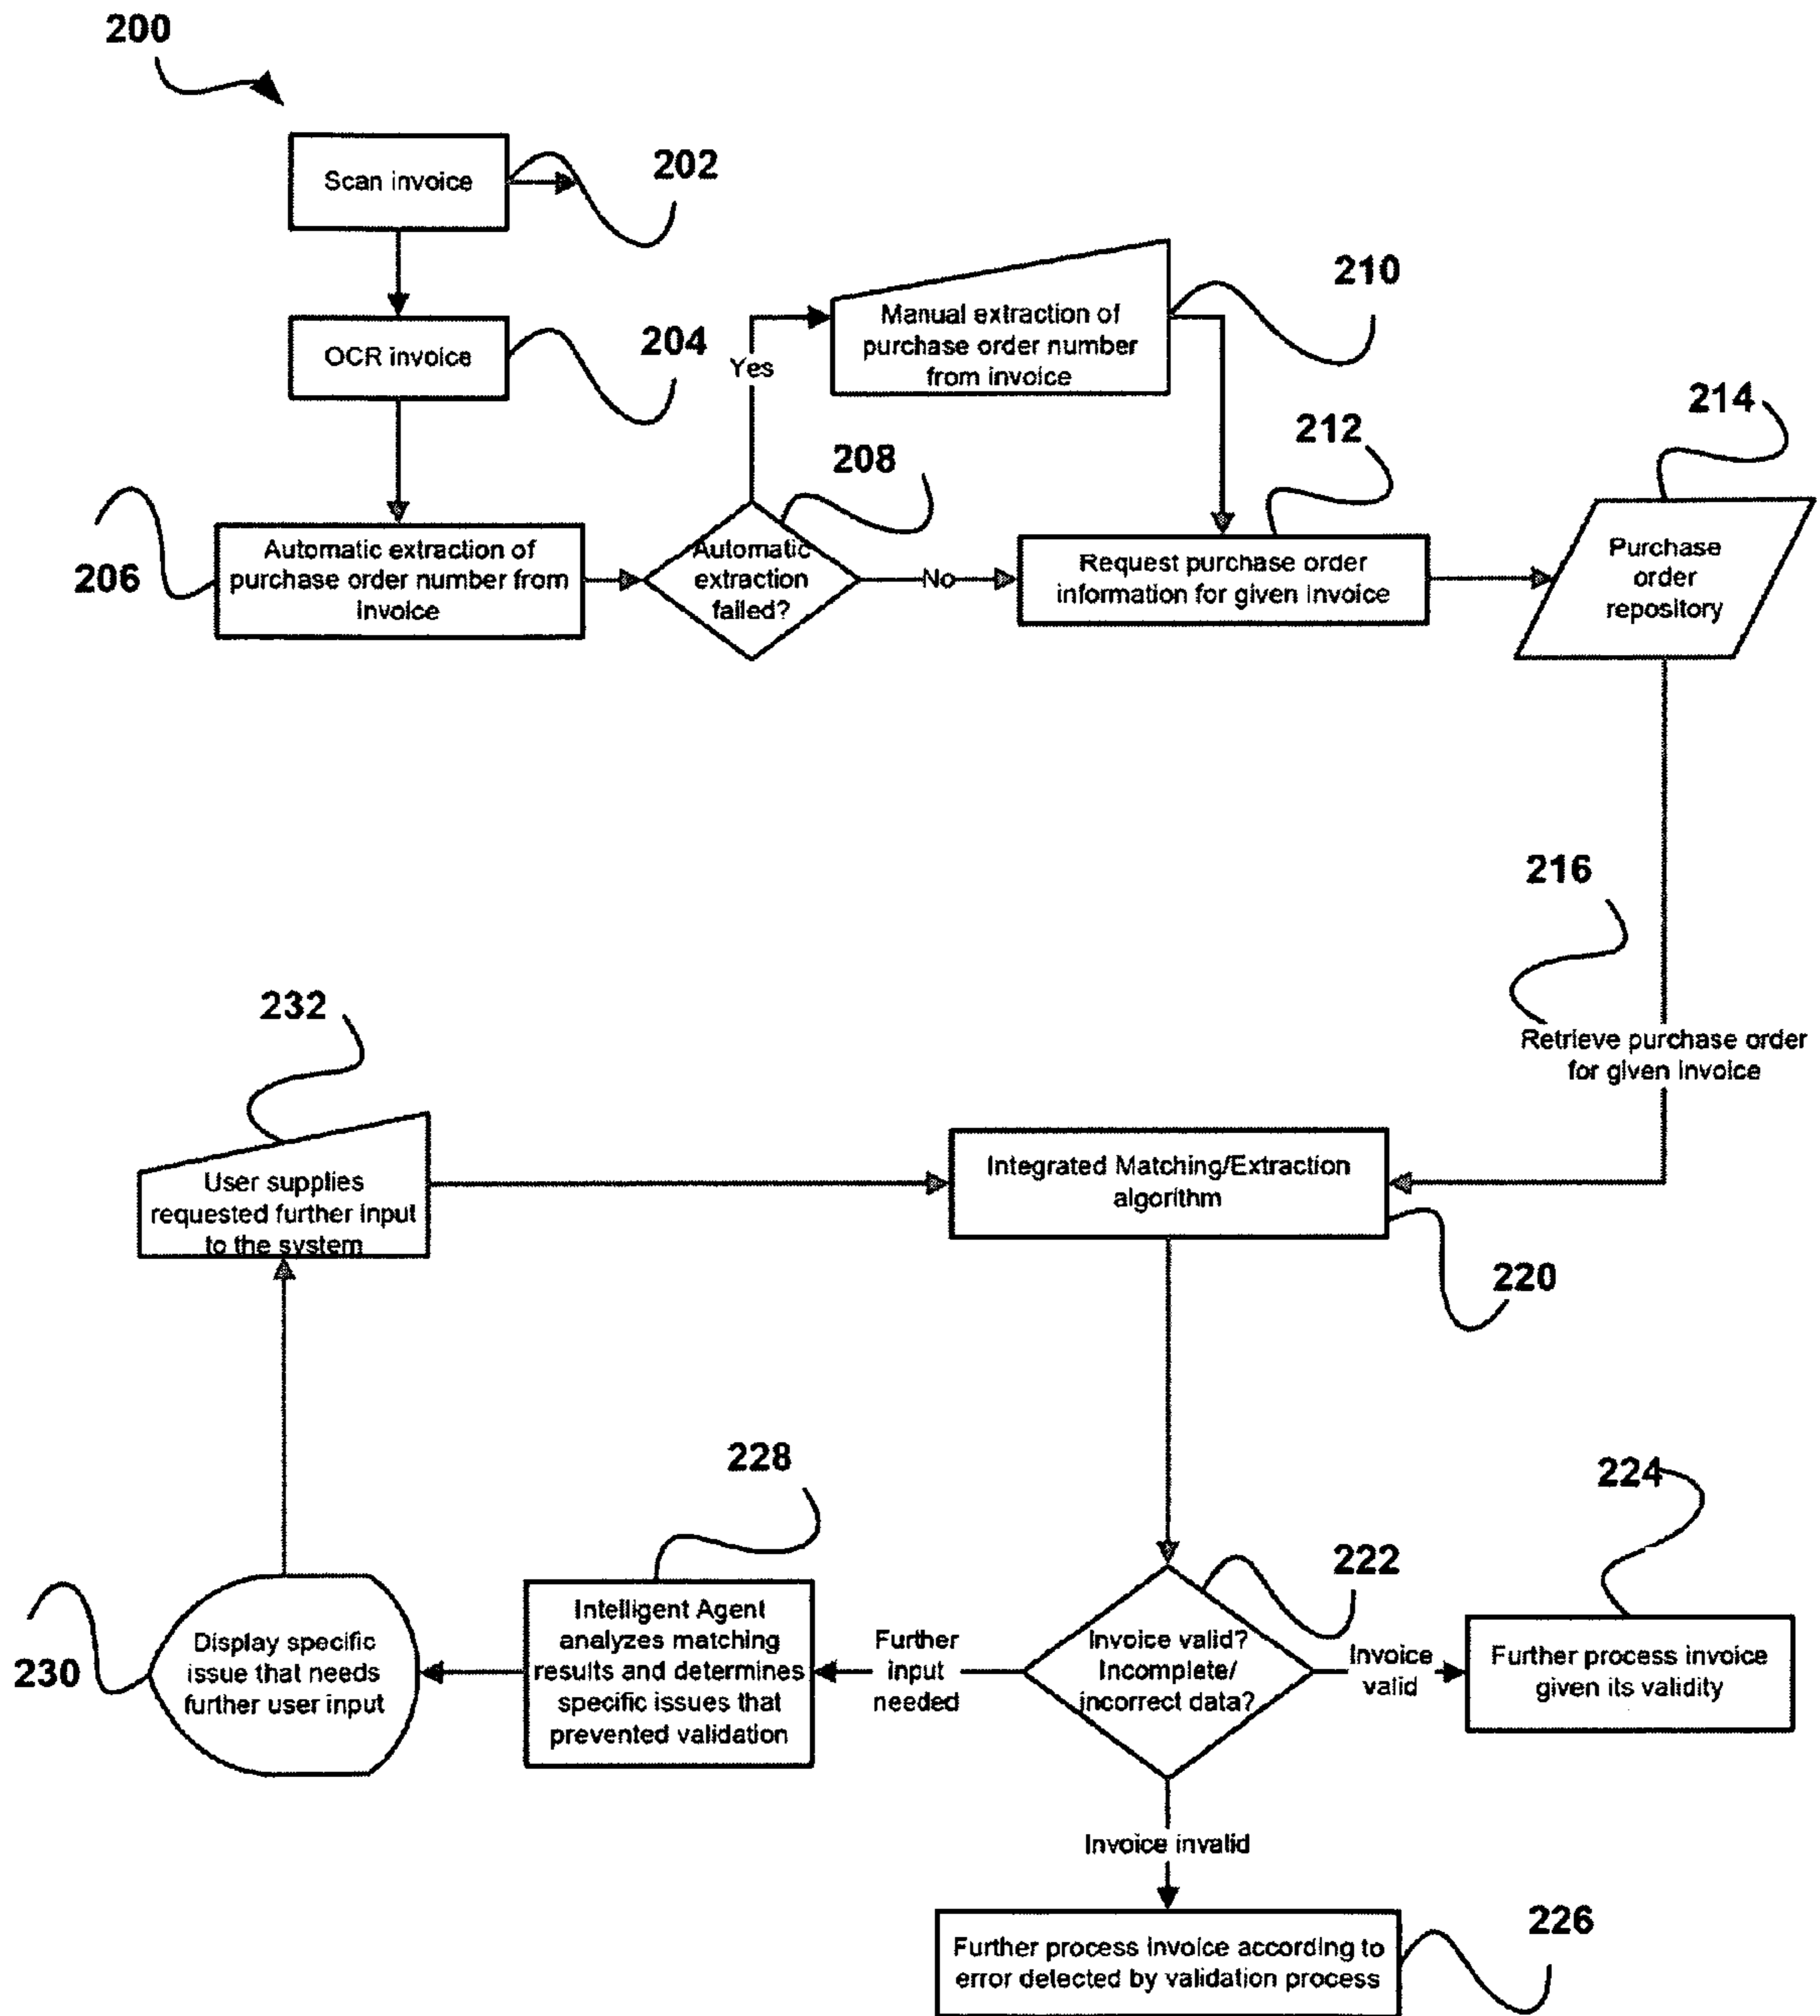 200
Scan invoice
202
OCR invoice
204
Yes
Manual extraction of
purchase order number
from invoice
210
206
Automatic extraction of
purchase order number from
invoice
Automatic
extraction
failed?
208
No
212
Request purchase order
information for given invoice
214
Purchase
order
repository
216
Retrieve purchase order
for given invoice
232
User supplies
requested further input
to the system
Integrated Matching/Extraction
algorithm
220
228
Intelligent Agent
analyzes matching
results and determines
specific issues that
prevented validation
230
Display specific
issue that needs
further user input
Further
input
needed
222
Invoice valid?
Incomplete/
incorrect data?
Invoice
valid
224
Further process invoice
given its validity
Invoice invalid
Further process invoice according to
error detected by validation process
226